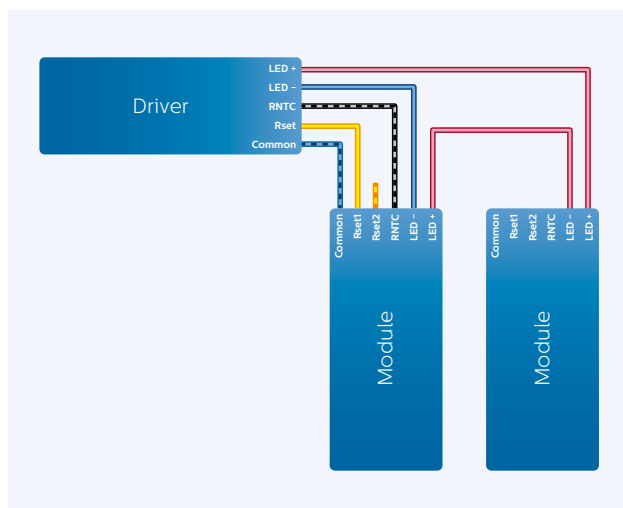 LED +
LED –
Driver
RNTC
Rset
Common
Common
Rset1
Rset2
RNTC
LED –
LED +
Module
Common
Rset1
Rset2
RNTC
LED –
LED +
Module